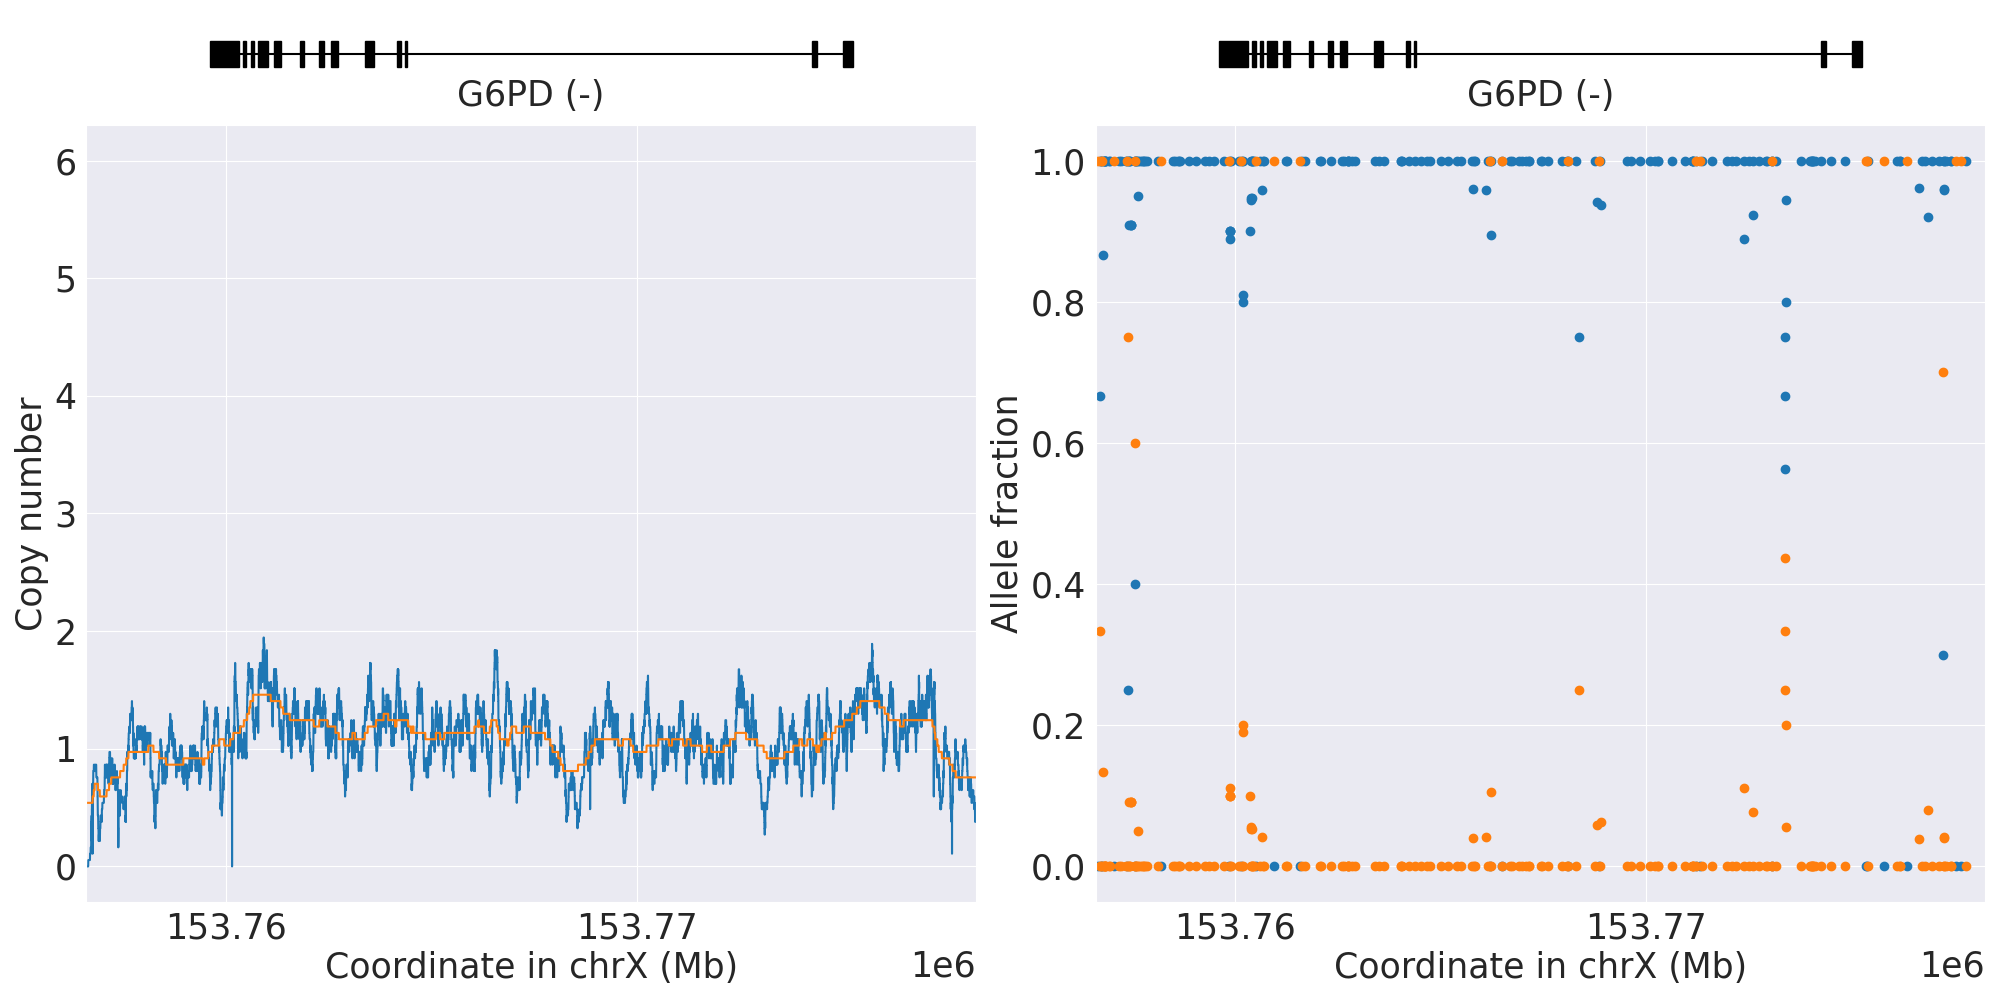 G6PD (-)
6
5
4
3
2
1
0
Copy number
153.76
153.77
Coordinate in chrX (Mb)
1e6
G6PD (-)
1.0
0.8
0.6
0.4
0.2
0.0
Allele fraction
153.76
153.77
Coordinate in chrX (Mb)
1e6